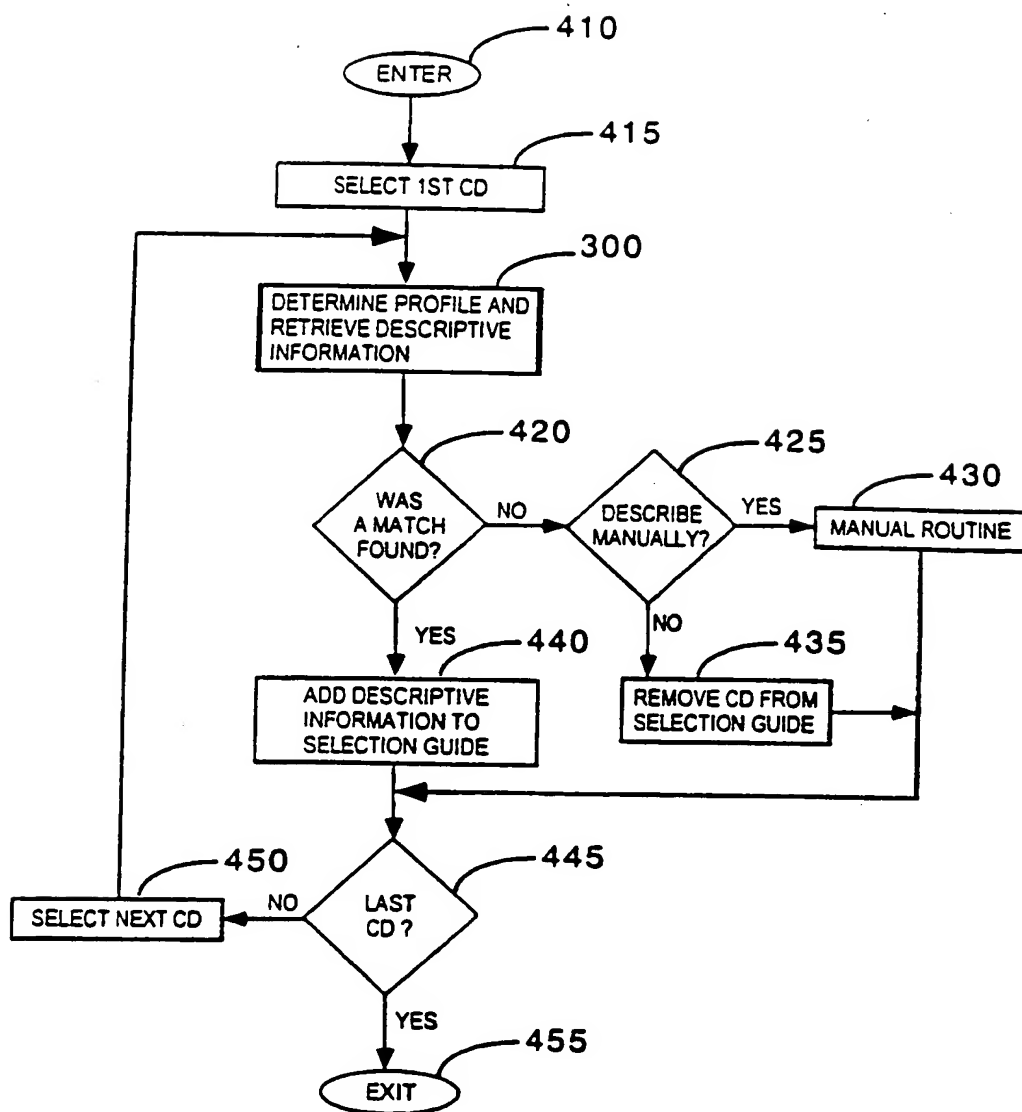 410
ENTER
415
SELECT 1ST CD
300
DETERMINE PROFILE AND
RETRIEVE DESCRIPTIVE
INFORMATION
420
WAS
A MATCH
FOUND?
NO
425
DESCRIBE
MANUALLY?
YES
430
MANUAL ROUTINE
NO
435
REMOVE CD FROM
SELECTION GUIDE
YES
440
ADD DESCRIPTIVE
INFORMATION TO
SELECTION GUIDE
445
LAST
CD ?
NO
450
SELECT NEXT CD
YES
455
EXIT